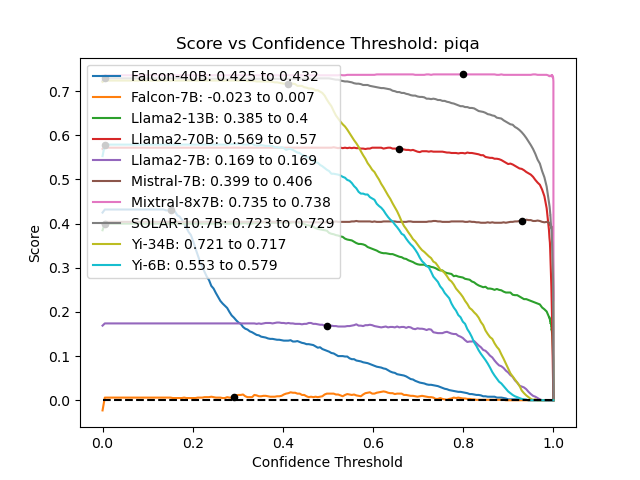 Score vs Confidence Threshold: piqa
Falcon-40B: 0.425 to 0.432
Falcon-7B: -0.023 to 0.007
Llama2-13B: 0.385 to 0.4
Llama2-70B: 0.569 to 0.57
Llama2-7B: 0.169 to 0.169
Mistral-7B: 0.399 to 0.406
Mixtral-8x7B: 0.735 to 0.738
SOLAR-10.7B: 0.723 to 0.729
Yi-34B: 0.721 to 0.717
Yi-6B: 0.553 to 0.579
Score
0.7
0.6
0.5
0.4
0.3
0.2
0.1
0.0
0.0 0.2 0.4 0.6 0.8 1.0
Confidence Threshold